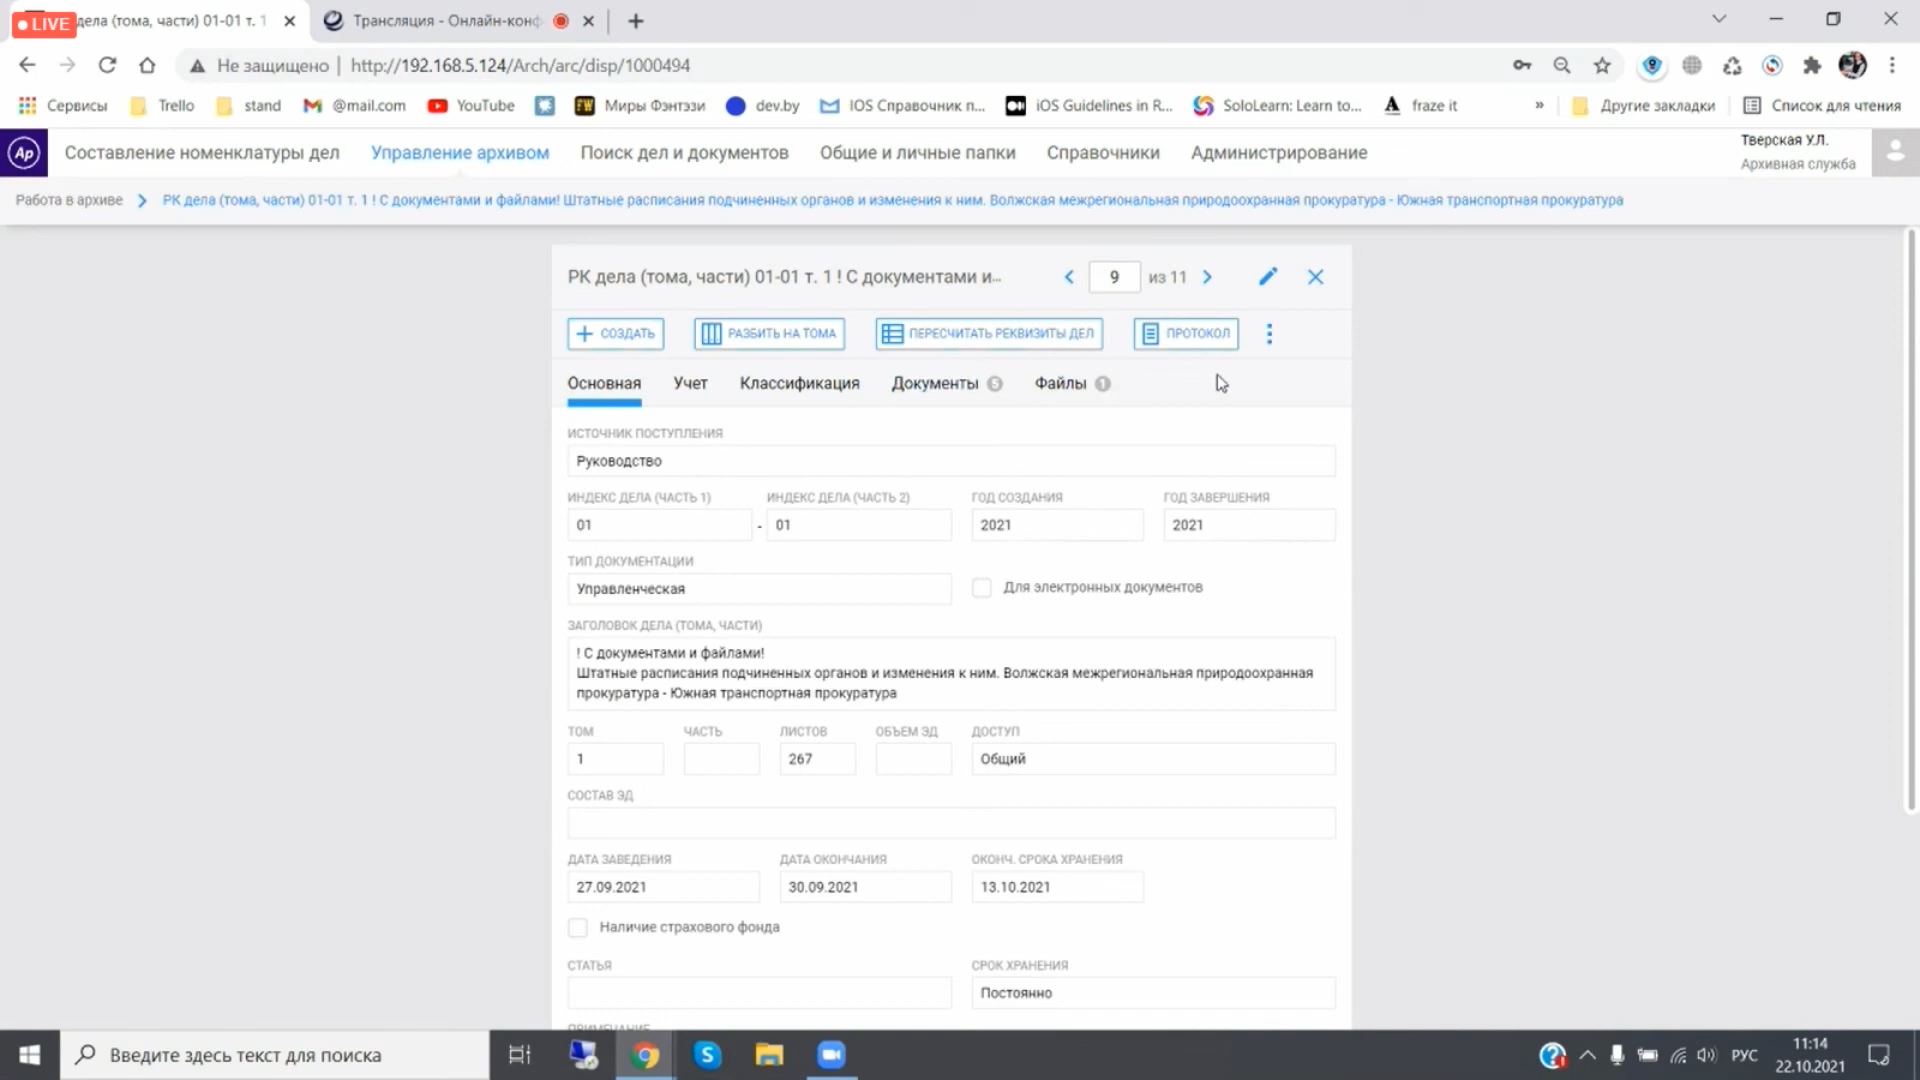 LIVE
дела (тома, части) 01-01 т. 1
Трансляция - Онлайн-конф
Не защищено
http://192.168.5.124/Arch/arc/disp/1000494
Сервисы
Trello
stand
@mail.com
YouTube
Миры Фэнтэзи
dev.by
IOS Справочник п...
iOS Guidelines in R...
SoloLearn: Learn to...
fraze it
»
Другие закладки
Список для чтения
Ар
Составление номенклатуры дел
Управление архивом
Поиск дел и документов
Общие и личные папки
Справочники
Администрирование
Тверская У.Л.
Архивная служба
Работа в архиве
РК дела (тома, части) 01-01 т. 1 ! С документами и файлами! Штатные расписания подчиненных органов и изменения к ним. Волжская межрегиональная природоохранная прокуратура - Южная транспортная прокуратура
РК дела (тома, части) 01-01 т. 1 ! С документами и...
9
из 11
СОЗДАТЬ
РАЗБИТЬ НА ТОМА
ПЕРЕСЧИТАТЬ РЕКВИЗИТЫ ДЕЛ
ПРОТОКОЛ
Основная
Учет
Классификация
Документы 5
Файлы 1
ИСТОЧНИК ПОСТУПЛЕНИЯ
Руководство
ИНДЕКС ДЕЛА (ЧАСТЬ 1)
ИНДЕКС ДЕЛА (ЧАСТЬ 2)
ГОД СОЗДАНИЯ
ГОД ЗАВЕРШЕНИЯ
01
-
01
2021
2021
ТИП ДОКУМЕНТАЦИИ
Управленческая
Для электронных документов
ЗАГОЛОВОК ДЕЛА (ТОМА, ЧАСТИ)
! С документами и файлами!
Штатные расписания подчиненных органов и изменения к ним. Волжская межрегиональная природоохранная
прокуратура - Южная транспортная прокуратура
ТОМ
ЧАСТЬ
ЛИСТОВ
ОБЪЕМ ЭД
ДОСТУП
1
267
Общий
СОСТАВ ЭД
ДАТА ЗАВЕДЕНИЯ
ДАТА ОКОНЧАНИЯ
ОКОНЧ. СРОКА ХРАНЕНИЯ
27.09.2021
30.09.2021
13.10.2021
Наличие страхового фонда
СТАТЬЯ
СРОК ХРАНЕНИЯ
Постоянно
ПРИМЕЧАНИЕ
Введите здесь текст для поиска
РУС
11:14
22.10.2021